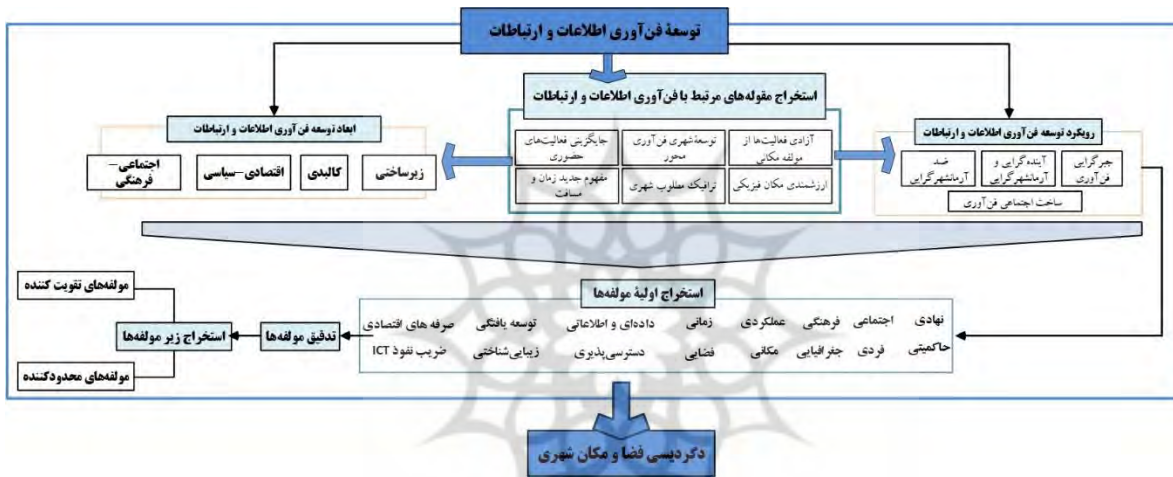 توسعهٔ فن‌آوری اطلاعات و ارتباطات
استخراج مقوله‌های مرتبط با فن‌آوری اطلاعات و ارتباطات
آزادی فعالیت‌ها از
مولفه مکانی
توسعهٔ شهری فن‌آوری
محور
جایگزینی فعالیت‌های
حضوری
ارزشمندی مکان فیزیکی
ترافیک مطلوب شهری
مفهوم جدید زمان و
مسافت
رویکرد توسعه فن‌آوری اطلاعات و ارتباطات
جبرگرایی
فن‌آوری
آینده‌گرایی و
آرمانشهرگرایی
ضد
آرمانشهرگرایی
ساخت اجتماعی فن‌آوری
ابعاد توسعه فن‌آوری اطلاعات و ارتباطات
زیرساختی
کالبدی
اقتصادی–سیاسی
اجتماعی–
فرهنگی
استخراج اولیهٔ مولفه‌ها
نهادی اجتماعی فرهنگی عملکردی زمانی داده‌ای و اطلاعاتی توسعه یافتگی صرفه های اقتصادی
حاکمیتی فردی جغرافیایی مکانی فضایی دسترسی‌پذیری زیبایی‌شناختی ضریب نفوذ ICT
تدقیق مولفه‌ها
استخراج زیر مولفه‌ها
مولفه‌های تقویت کننده
مولفه‌های محدودکننده
دگردیسی فضا و مکان شهری